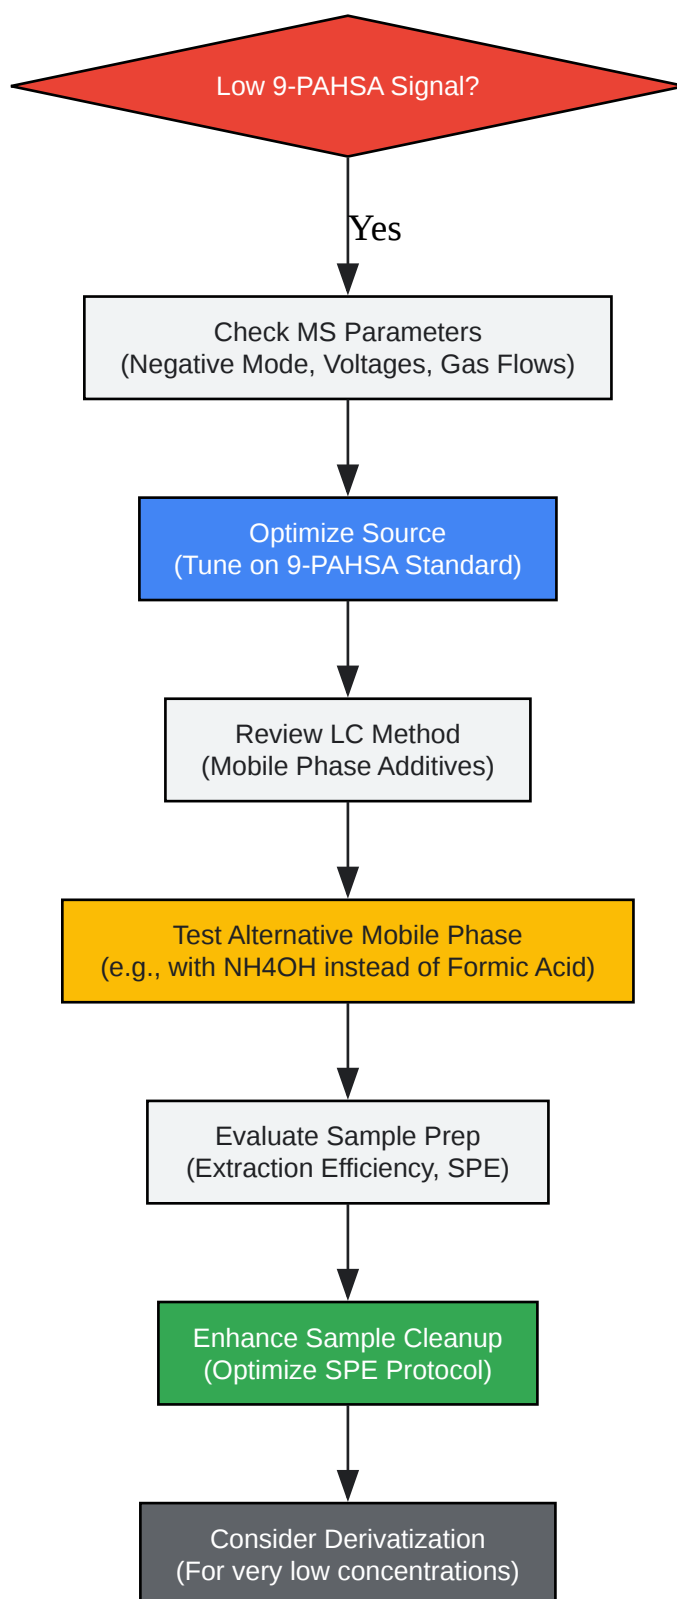 Low 9-PAHSA Signal?
Yes
Check MS Parameters
(Negative Mode, Voltages, Gas Flows)
Optimize Source
(Tune on 9-PAHSA Standard)
Review LC Method
(Mobile Phase Additives)
Test Alternative Mobile Phase
(e.g., with NH4OH instead of Formic Acid)
Evaluate Sample Prep
(Extraction Efficiency, SPE)
Enhance Sample Cleanup
(Optimize SPE Protocol)
Consider Derivatization
(For very low concentrations)